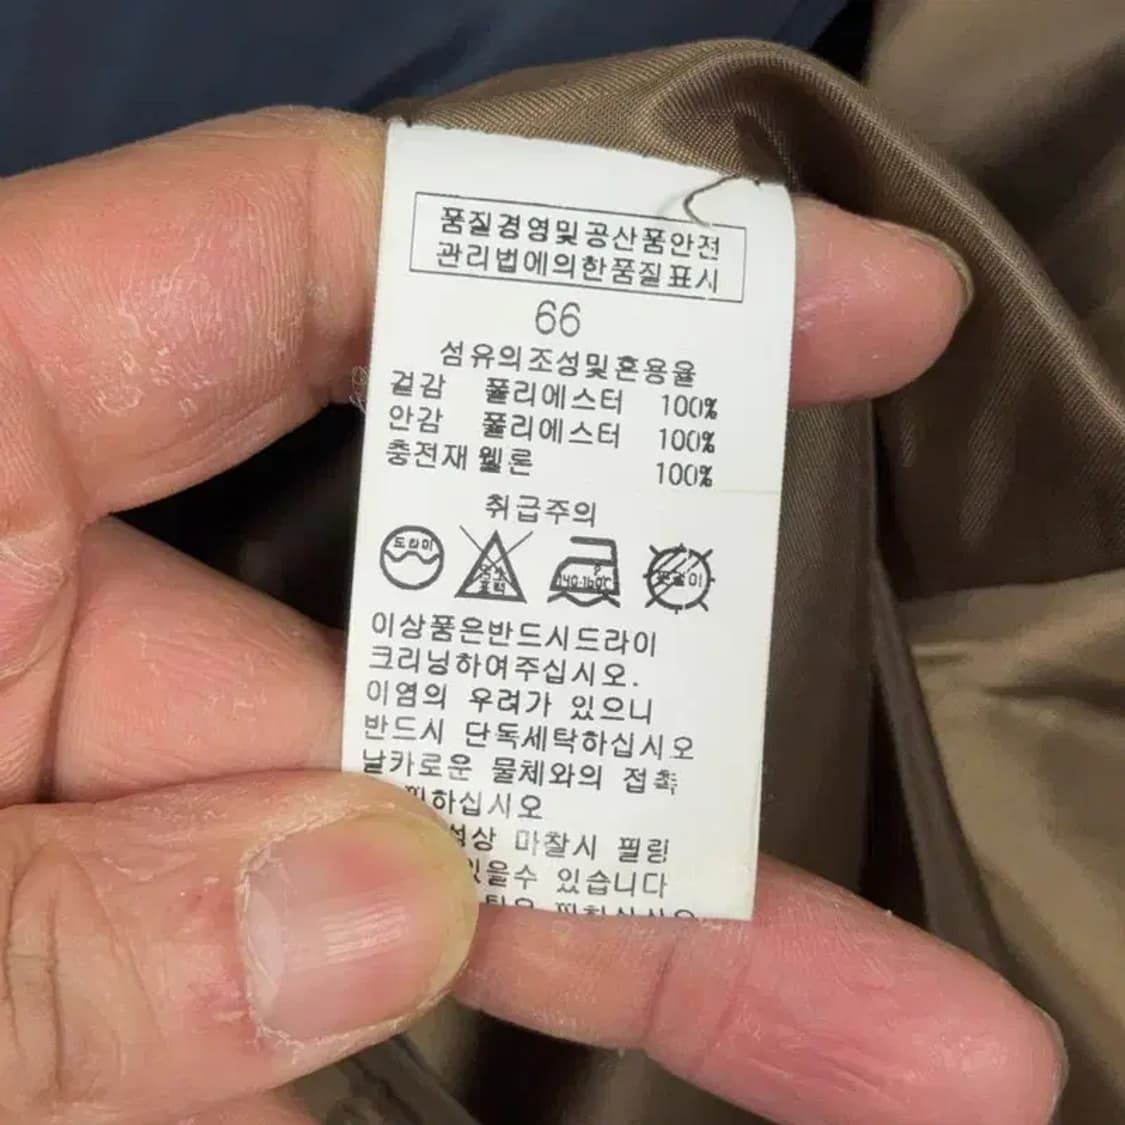 품질경영및공산품안전
관리법에의한품질표시
66
섬유의조성및혼용율
겉감 폴리에스터 100%
안감 폴리에스터 100%
충전재 웰론 100%
취급주의
드라이
140-160℃
이상품은반드시드라이
크리닝하여주십시오.
이염의 우려가 있으니
반드시 단독세탁하십시오
날카로운 물체와의 접촉
하십시오
마찰시 필링
있을수 있습니다